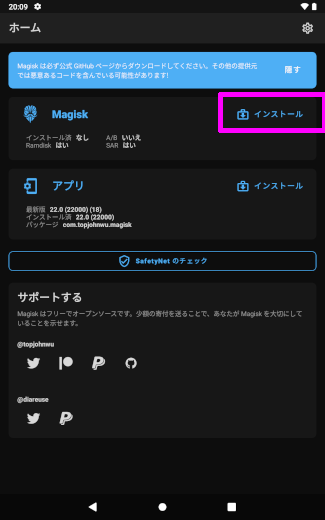 20:09
ホーム
Magisk は必ず公式 GitHub ページからダウンロードしてください。その他の提供元
では悪意あるコードを含んでいる可能性があります!
隠す
Magisk
インストール
インストール済 なし
A/B いいえ
Ramdisk はい
SAR はい
アプリ
インストール
最新版 22.0 (22000) (18)
インストール済 22.0 (22000)
パッケージ com.topjohnwu.magisk
SafetyNet のチェック
サポートする
Magisk はフリーでオープンソースです。少額の寄付を送ることで、あなたが Magisk を大切にして
いることを示せます。
@topjohnwu
@diareuse